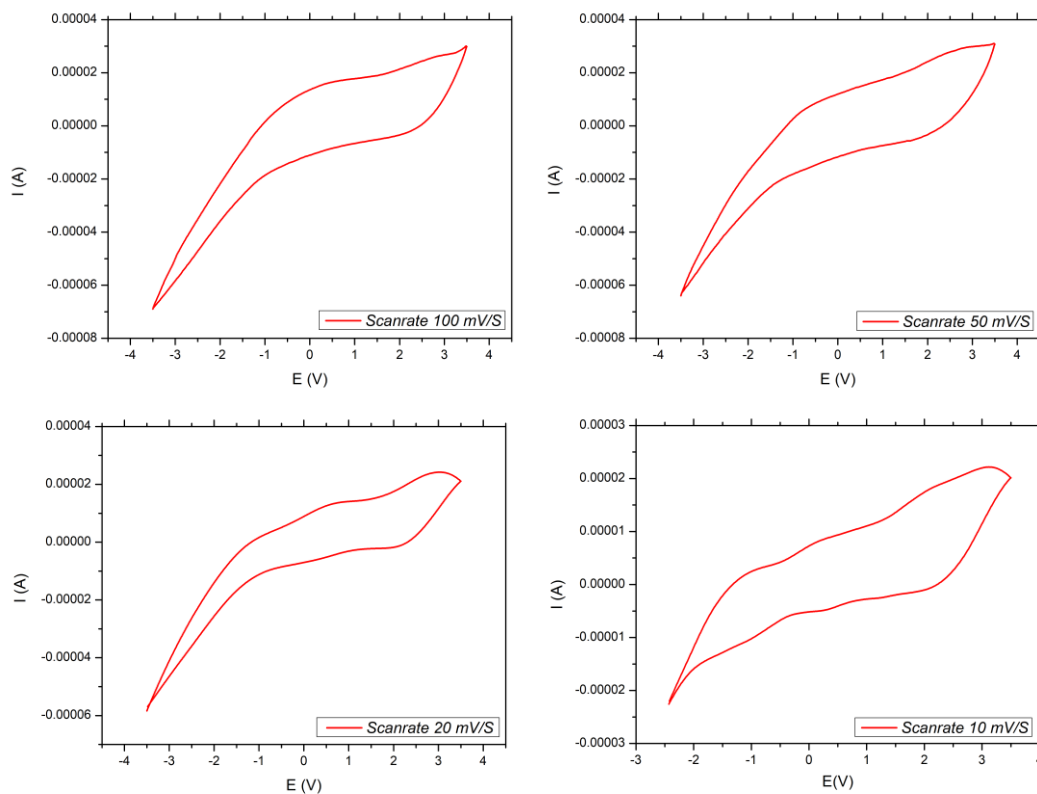 0.00004
0.00002
0.00000
-0.00002
-0.00004
-0.00006
-0.00008
I (A)
-4 -3 -2 -1 0 1 2 3 4
E (V)
Scanrate 100 mV/S
0.00004
0.00002
0.00000
-0.00002
-0.00004
-0.00006
-0.00008
I (A)
-4 -3 -2 -1 0 1 2 3 4
E (V)
Scanrate 50 mV/S
0.00004
0.00002
0.00000
-0.00002
-0.00004
-0.00006
I (A)
-4 -3 -2 -1 0 1 2 3 4
E (V)
Scanrate 20 mV/S
0.00003
0.00002
0.00001
0.00000
-0.00001
-0.00002
-0.00003
I (A)
-3 -2 -1 0 1 2 3 4
E(V)
Scanrate 10 mV/S